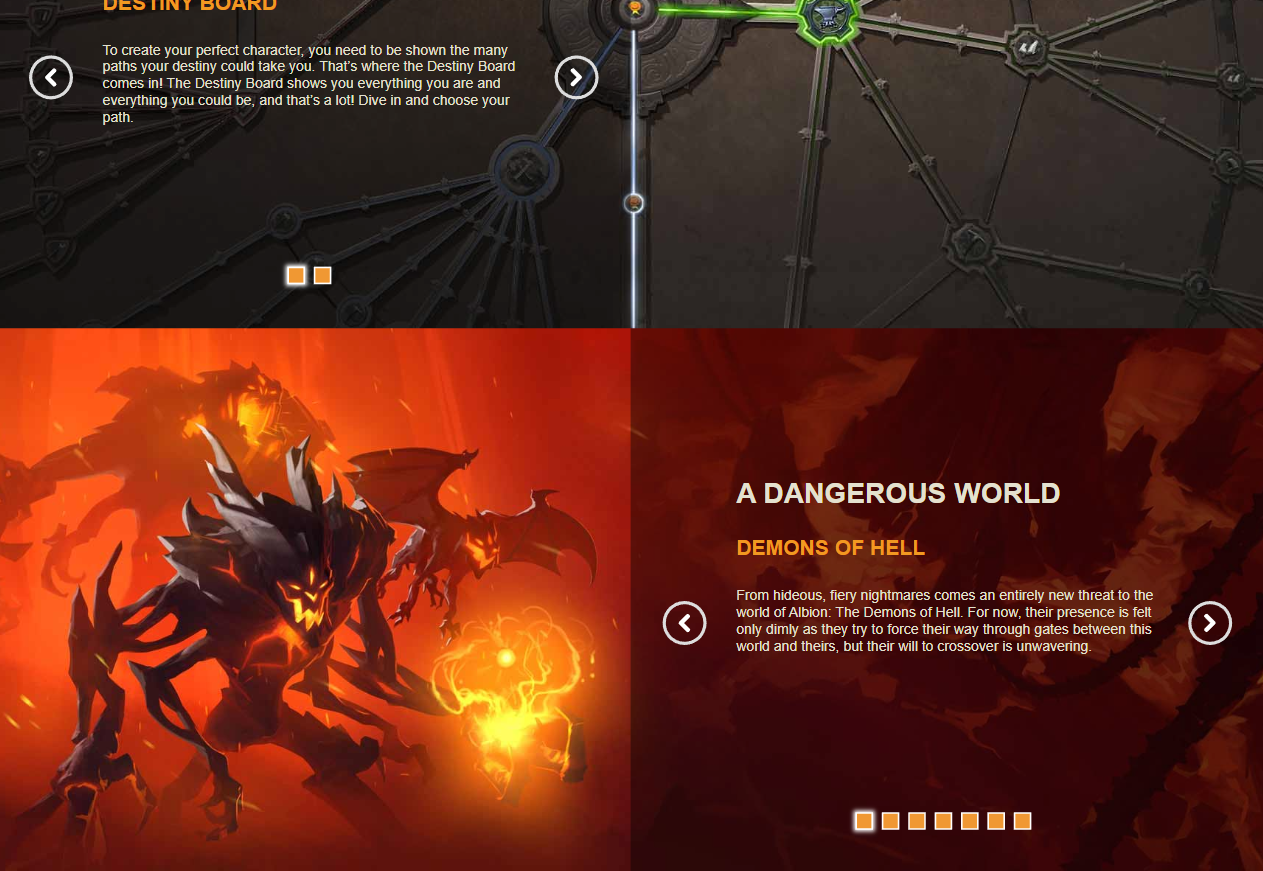 DESTINY BOARD
To create your perfect character, you need to be shown the many
paths your destiny could take you. That's where the Destiny Board
comes in! The Destiny Board shows you everything you are and
everything you could be, and that's a lot! Dive in and choose your
path.
A DANGEROUS WORLD
DEMONS OF HELL
From hideous, fiery nightmares comes an entirely new threat to the
world of Albion: The Demons of Hell. For now, their presence is felt
only dimly as they try to force their way through gates between this
world and theirs, but their will to crossover is unwavering.